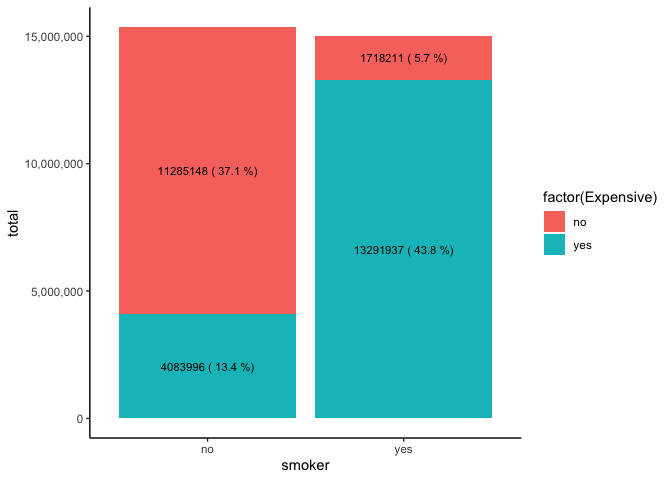 15,000,000
10,000,000
5,000,000
0
total
1718211 ( 5.7 %)
11285148 ( 37.1 %)
13291937 ( 43.8 %)
4083996 ( 13.4 %)
no
yes
smoker
factor(Expensive)
no
yes